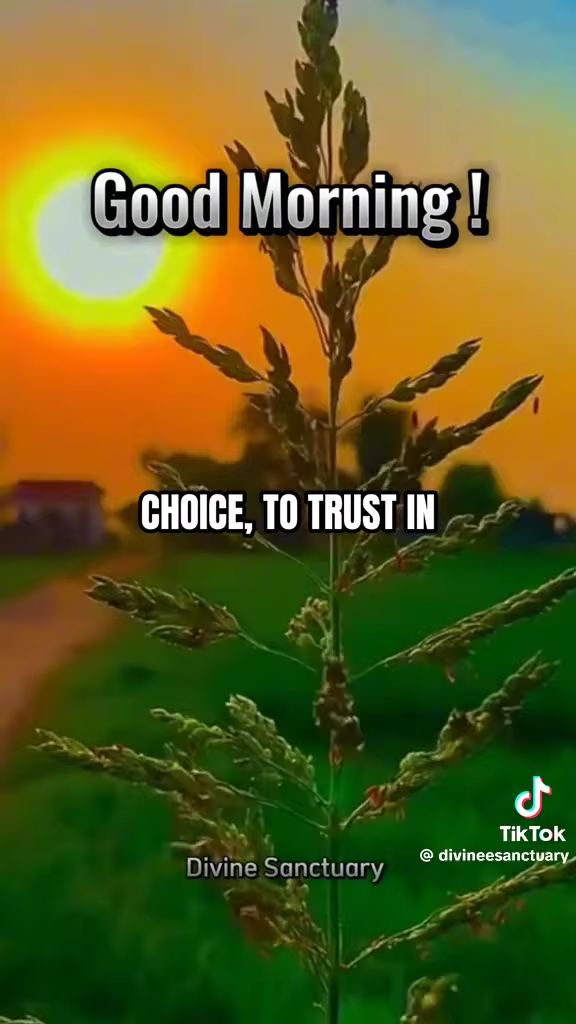 Good Morning !
CHOICE, TO TRUST IN
TikTok
@ divineesanctuary
Divine Sanctuary